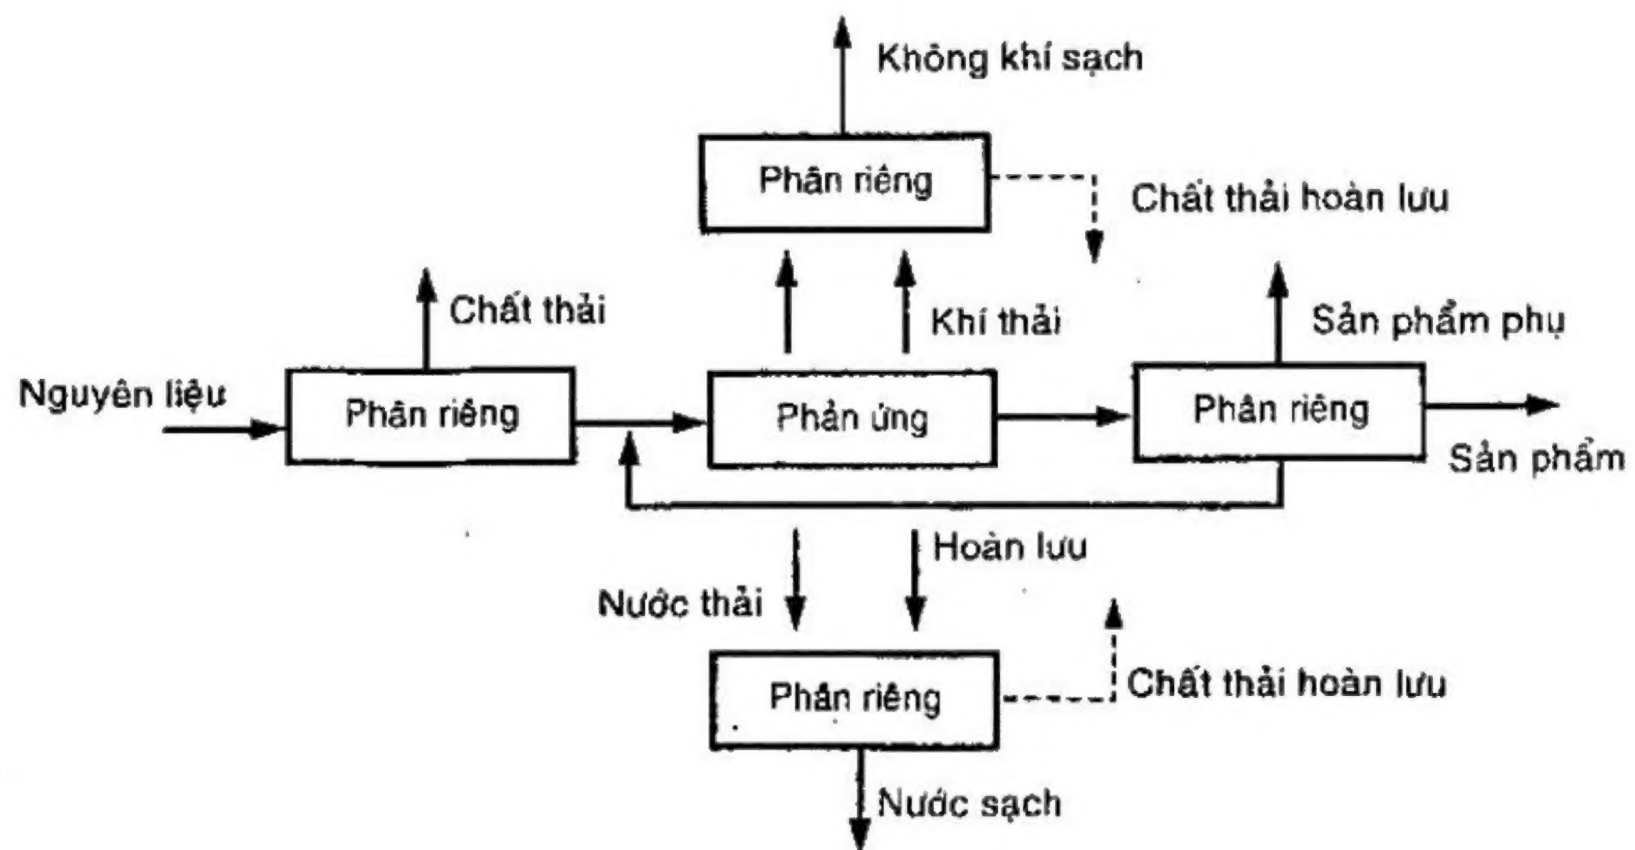 Không khí sạch
Phân riêng
Chất thải hoàn lưu
Chất thải
Khí thải
Sản phẩm phụ
Nguyên liệu
Phân riêng
Phản ứng
Phân riêng
Sản phẩm
Hoàn lưu
Nước thải
Phân riêng
Chất thải hoàn lưu
Nước sạch